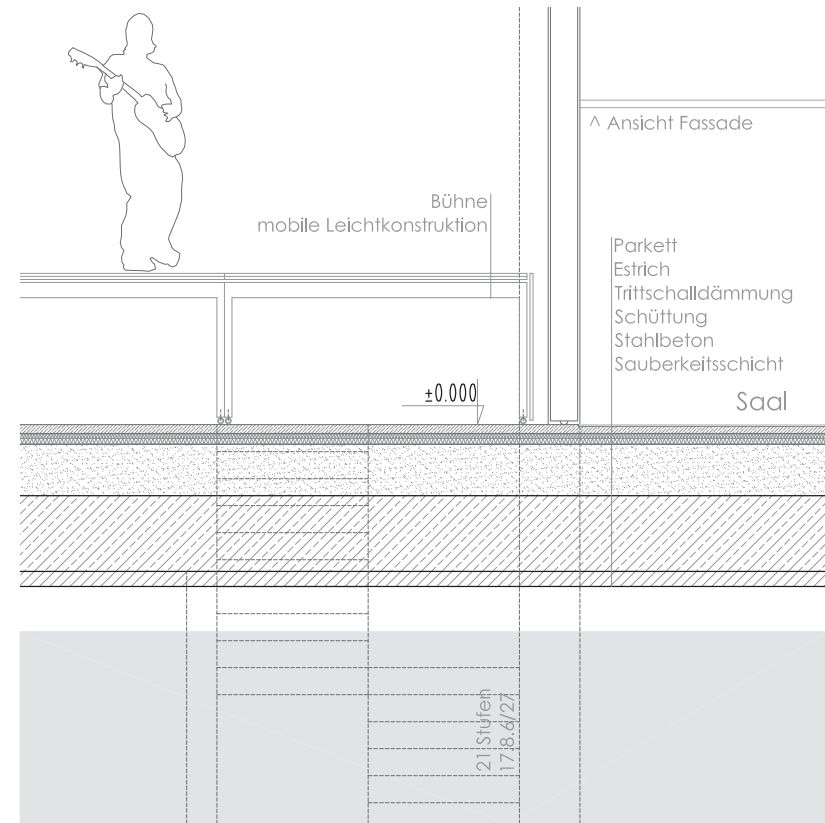 ^ Ansicht Fassade
Bühne
mobile Leichtkonstruktion
Parkett
Estrich
Trittschalldämmung
Schüttung
Stahlbeton
Sauberkeitsschicht
±0.000
Saal
21 Stufen
17.8.6/27